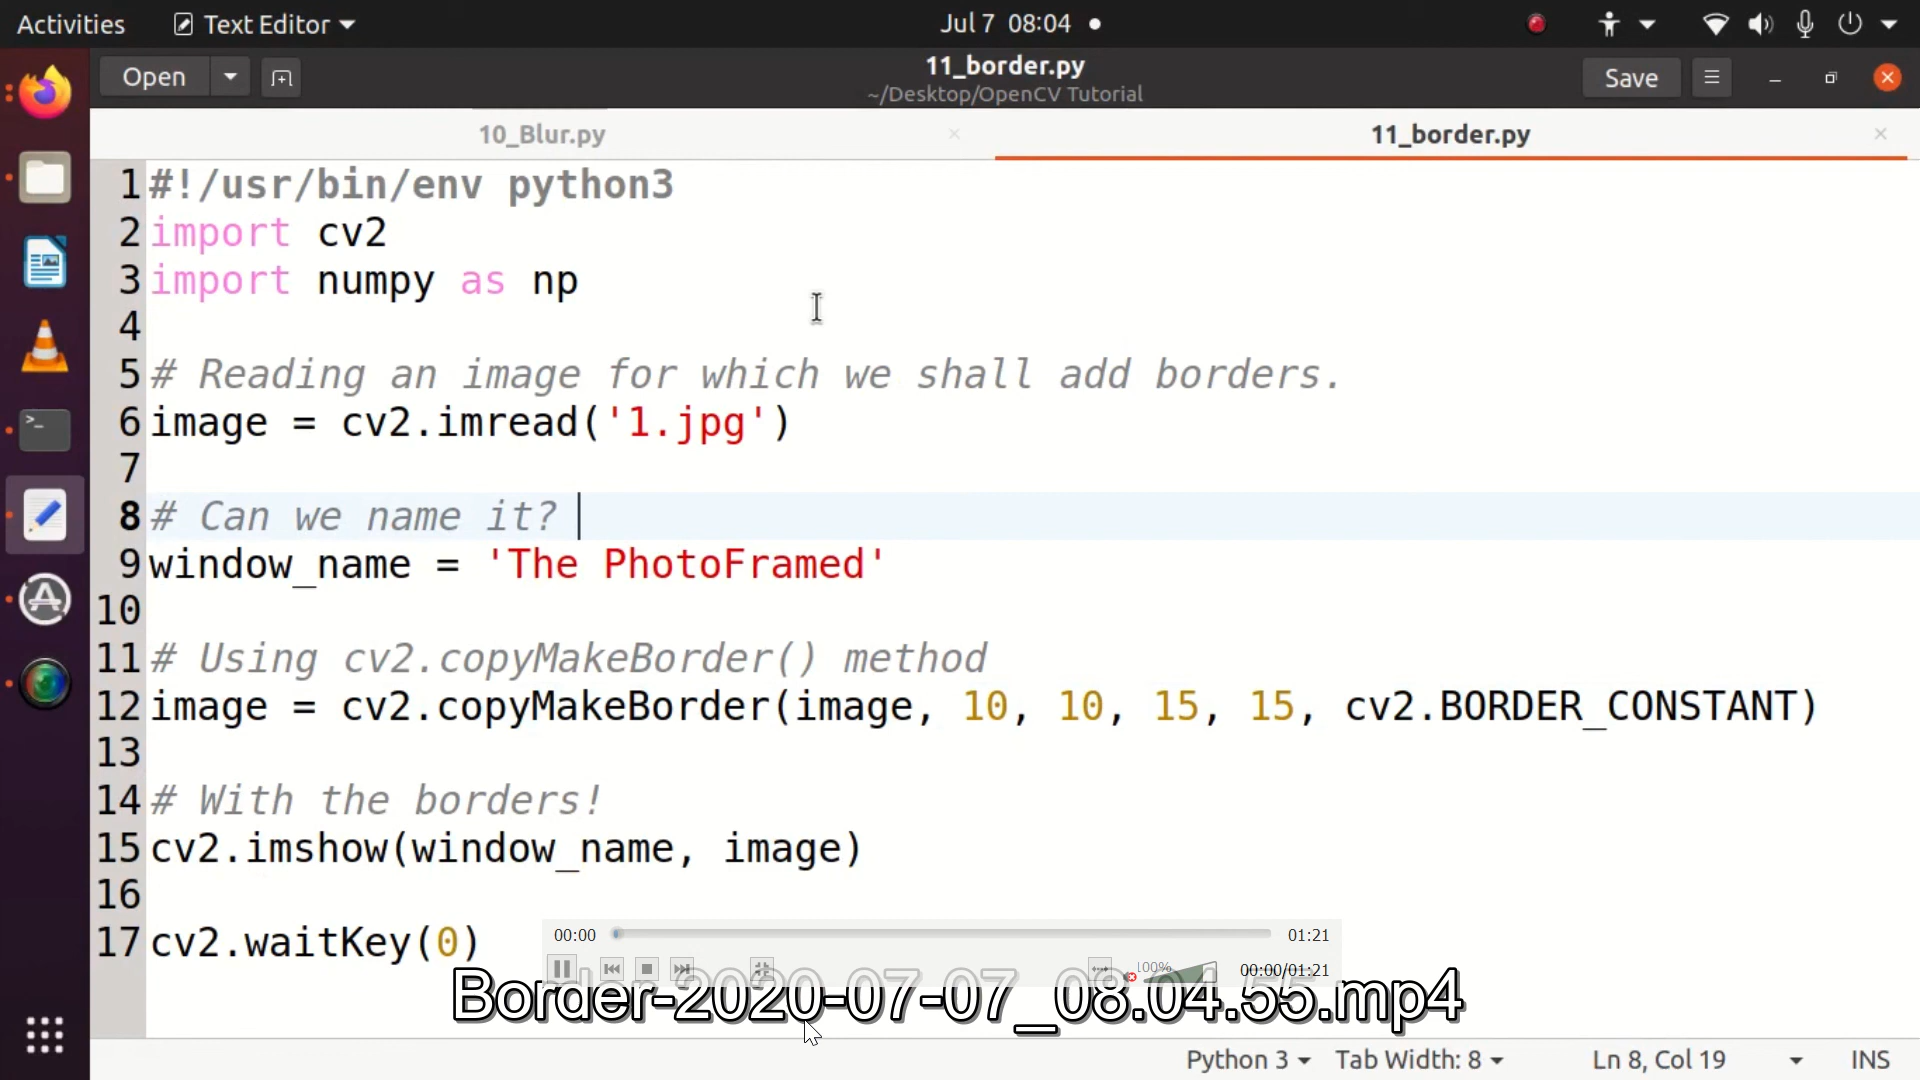 Activities Text Editor Jul 7 08:04
Open 11_border.py Save
~/Desktop/OpenCV Tutorial
10_Blur.py 11_border.py
1 #!/usr/bin/env python3
2 import cv2
3 import numpy as np
4
5 # Reading an image for which we shall add borders.
6 image = cv2.imread('1.jpg')
7
8 # Can we name it?
9 window_name = 'The PhotoFramed'
10
11 # Using cv2.copyMakeBorder() method
12 image = cv2.copyMakeBorder(image, 10, 10, 15, 15, cv2.BORDER_CONSTANT)
13
14 # With the borders!
15 cv2.imshow(window_name, image)
16
17 cv2.waitKey(0)
00:00 01:21
100% 00:00/01:21
Border-2020-07-07_08.04.55.mp4
Python 3 Tab Width: 8 Ln 8, Col 19 INS